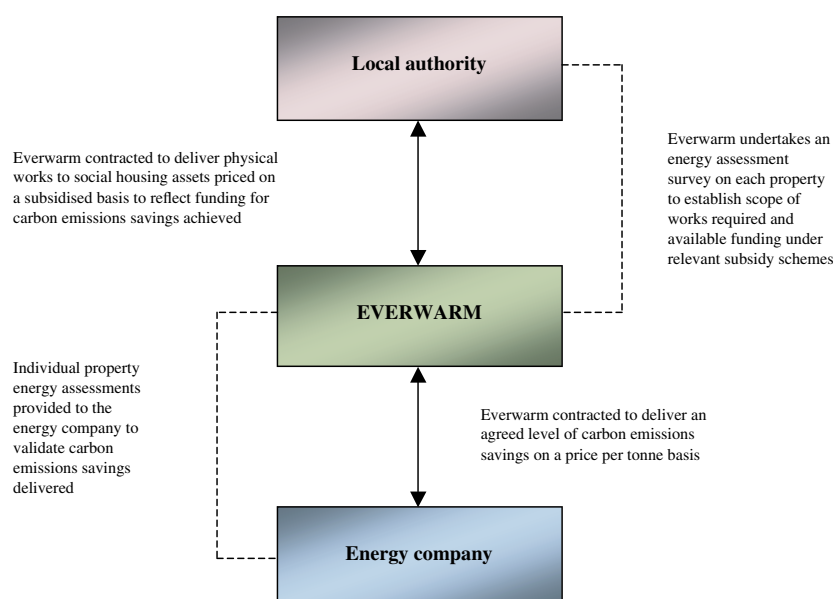 Local authority
Everwarm contracted to deliver physical
works to social housing assets priced on
a subsidised basis to reflect funding for
carbon emissions savings achieved
Everwarm undertakes an
energy assessment
survey on each property
to establish scope of
works required and
available funding under
relevant subsidy schemes
EVERWARM
Individual property
energy assessments
provided to the
energy company to
validate carbon
emissions savings
delivered
Everwarm contracted to deliver an
agreed level of carbon emissions
savings on a price per tonne basis
Energy company